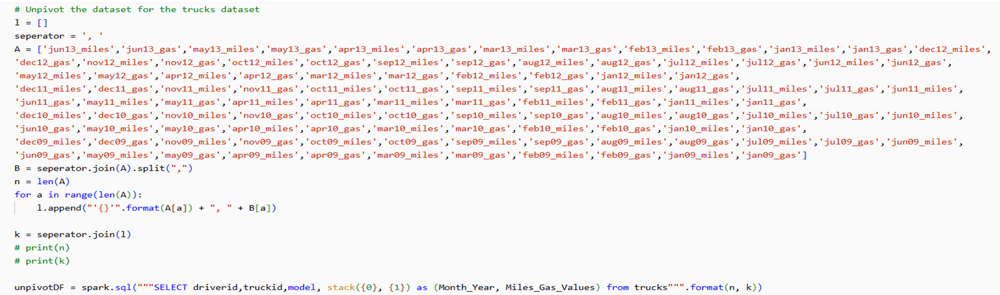 # Unpivot the dataset for the trucks dataset
l = []
seperator = ', '
A = ['jun13_miles','jun13_gas','may13_miles','may13_gas','apr13_miles','apr13_gas','mar13_miles','mar13_gas','feb13_miles','feb13_gas','jan13_miles','jan13_gas','dec12_miles',
'dec12_gas','nov12_miles','nov12_gas','oct12_miles','oct12_gas','sep12_miles','sep12_gas','aug12_miles','aug12_gas','jul12_miles','jul12_gas','jun12_miles','jun12_gas',
'may12_miles','may12_gas','apr12_miles','apr12_gas','mar12_miles','mar12_gas','feb12_miles','feb12_gas','jan12_miles','jan12_gas',
'dec11_miles','dec11_gas','nov11_miles','nov11_gas','oct11_miles','oct11_gas','sep11_miles','sep11_gas','aug11_miles','aug11_gas','jul11_miles','jul11_gas','jun11_miles',
'jun11_gas','may11_miles','may11_gas','apr11_miles','apr11_gas','mar11_miles','mar11_gas','feb11_miles','feb11_gas','jan11_miles','jan11_gas',
'dec10_miles','dec10_gas','nov10_miles','nov10_gas','oct10_miles','oct10_gas','sep10_miles','sep10_gas','aug10_miles','aug10_gas','jul10_miles','jul10_gas','jun10_miles',
'jun10_gas','may10_miles','may10_gas','apr10_miles','apr10_gas','mar10_miles','mar10_gas','feb10_miles','feb10_gas','jan10_miles','jan10_gas',
'dec09_miles','dec09_gas','nov09_miles','nov09_gas','oct09_miles','oct09_gas','sep09_miles','sep09_gas','aug09_miles','aug09_gas','jul09_miles','jul09_gas','jun09_miles',
'jun09_gas','may09_miles','may09_gas','apr09_miles','apr09_gas','mar09_miles','mar09_gas','feb09_miles','feb09_gas','jan09_miles','jan09_gas']
B = seperator.join(A).split(",")
n = len(A)
for a in range(len(A)):
    l.append("'{}'".format(A[a]) + ", " + B[a])
k = seperator.join(l)
# print(n)
# print(k)
unpivotDF = spark.sql("""SELECT driverid,truckid,model, stack({0}, {1}) as (Month_Year, Miles_Gas_Values) from trucks""".format(n, k))